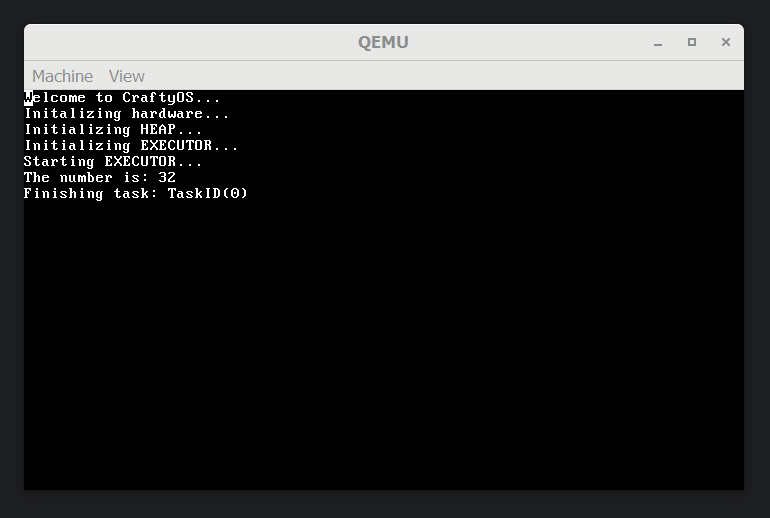 QEMU
Machine View
Welcome to CraftyOS...
Initalizing hardware...
Initializing HEAP...
Initializing EXECUTOR...
Starting EXECUTOR...
The number is: 32
Finishing task: TaskID(0)